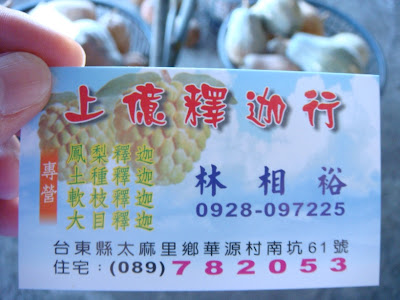 上億釋迦行
專營
鳳梨釋迦
土種釋迦
軟枝釋迦
大目釋迦
林相裕
0928-097225
台東縣太麻里鄉華源村南坑61號
住宅：(089)782053